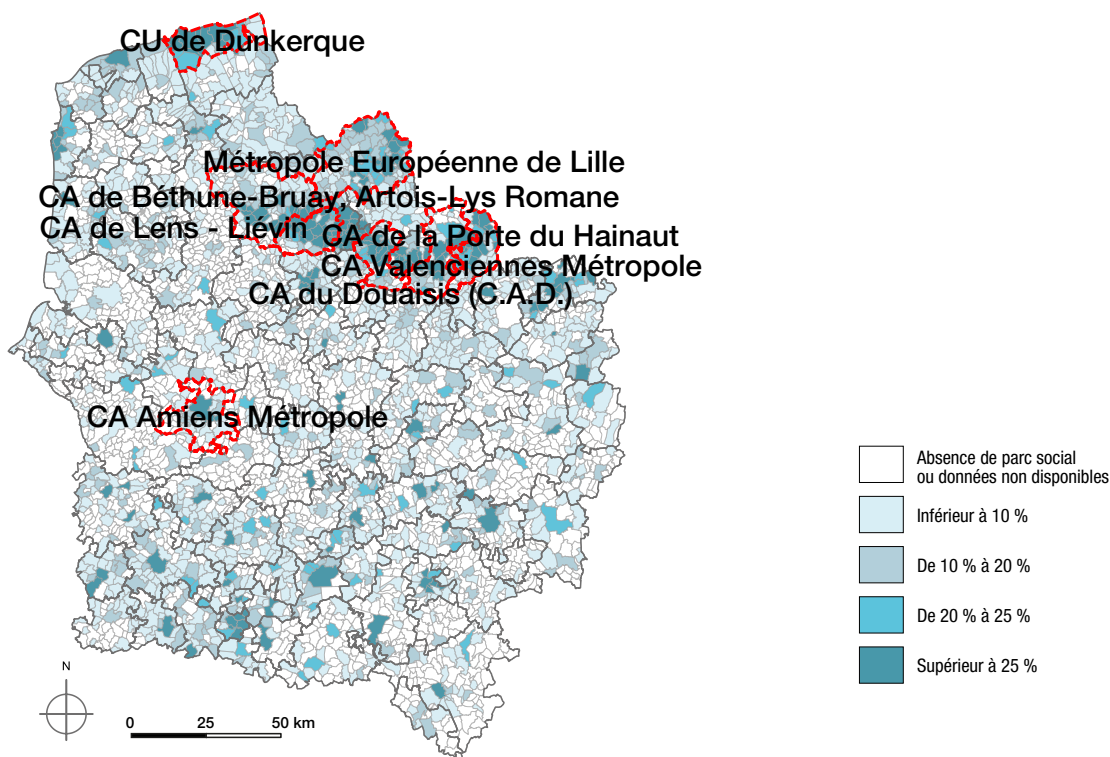 CU de Dunkerque
Métropole Européenne de Lille
CA de Béthune-Bruay, Artois-Lys Romane
CA de Lens - Liévin
CA de la Porte du Hainaut
CA Valenciennes Métropole
CA du Douaisis (C.A.D.)
CA Amiens Métropole
Absence de parc social
ou données non disponibles
Inférieur à 10 %
De 10 % à 20 %
De 20 % à 25 %
Supérieur à 25 %
N
0 25 50 km